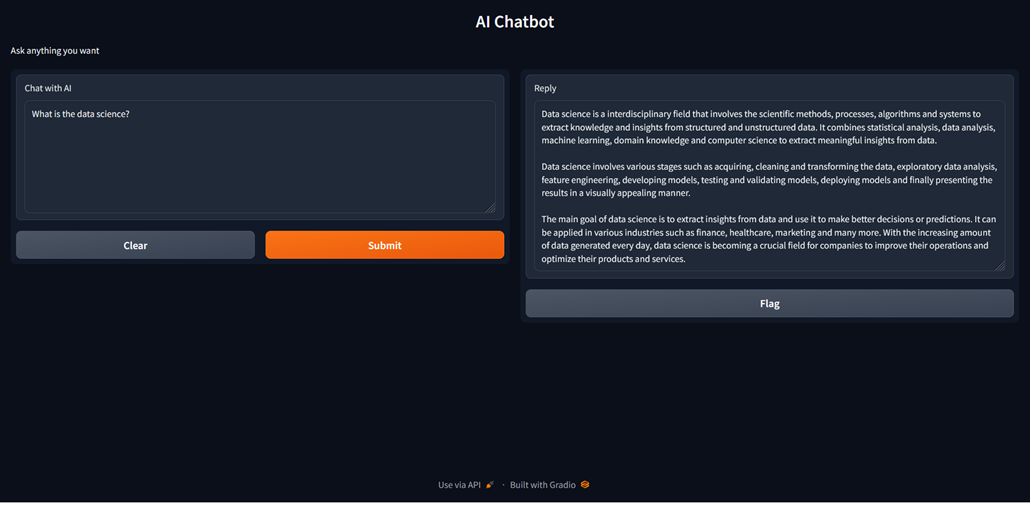 AI Chatbot
Ask anything you want
Chat with AI
What is the data science?
Clear
Submit
Reply
Data science is a interdisciplinary field that involves the scientific methods, processes, algorithms and systems to
extract knowledge and insights from structured and unstructured data. It combines statistical analysis, data analysis,
machine learning, domain knowledge and computer science to extract meaningful insights from data.
Data science involves various stages such as acquiring, cleaning and transforming the data, exploratory data analysis,
feature engineering, developing models, testing and validating models, deploying models and finally presenting the
results in a visually appealing manner.
The main goal of data science is to extract insights from data and use it to make better decisions or predictions. It can
be applied in various industries such as finance, healthcare, marketing and many more. With the increasing amount
of data generated every day, data science is becoming a crucial field for companies to improve their operations and
optimize their products and services.
Flag
Use via API · Built with Gradio